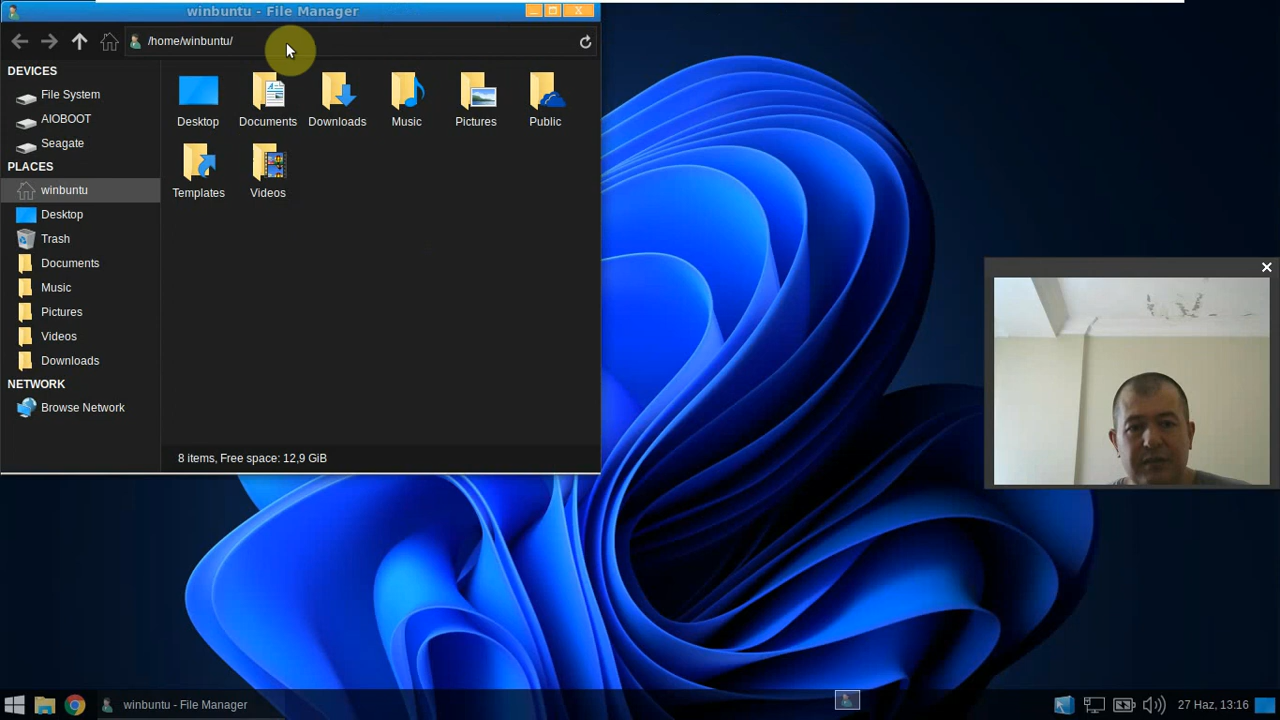 winbuntu - File Manager
/home/winbuntu/
DEVICES
File System
AIOBOOT
Seagate
PLACES
winbuntu
Desktop
Trash
Documents
Music
Pictures
Videos
Downloads
NETWORK
Browse Network
Desktop
Documents
Downloads
Music
Pictures
Public
Templates
Videos
8 items, Free space: 12,9 GiB
winbuntu - File Manager
27 Haz, 13:16